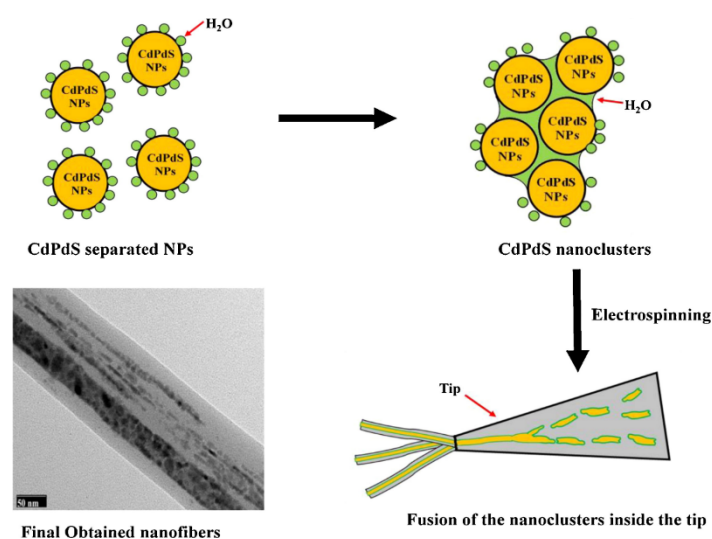 H₂O
CdPdS
NPs
CdPdS
NPs
CdPdS
NPs
CdPdS
NPs
CdPdS separated NPs
CdPdS
NPs
CdPdS
NPs
CdPdS
NPs
CdPdS
NPs
CdPdS
NPs
H₂O
CdPdS nanoclusters
Electrospinning
50 nm
Final Obtained nanofibers
Tip
Fusion of the nanoclusters inside the tip